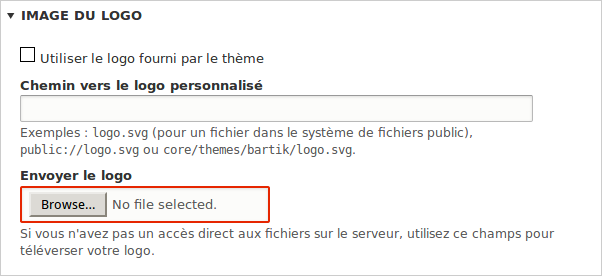 IMAGE DU LOGO
Utiliser le logo fourni par le thème
Chemin vers le logo personnalisé
Exemples : logo.svg (pour un fichier dans le système de fichiers public),
public://logo.svg ou core/themes/bartik/logo.svg.
Envoyer le logo
Browse... No file selected.
Si vous n'avez pas un accès direct aux fichiers sur le serveur, utilisez ce champs pour
téléverser votre logo.